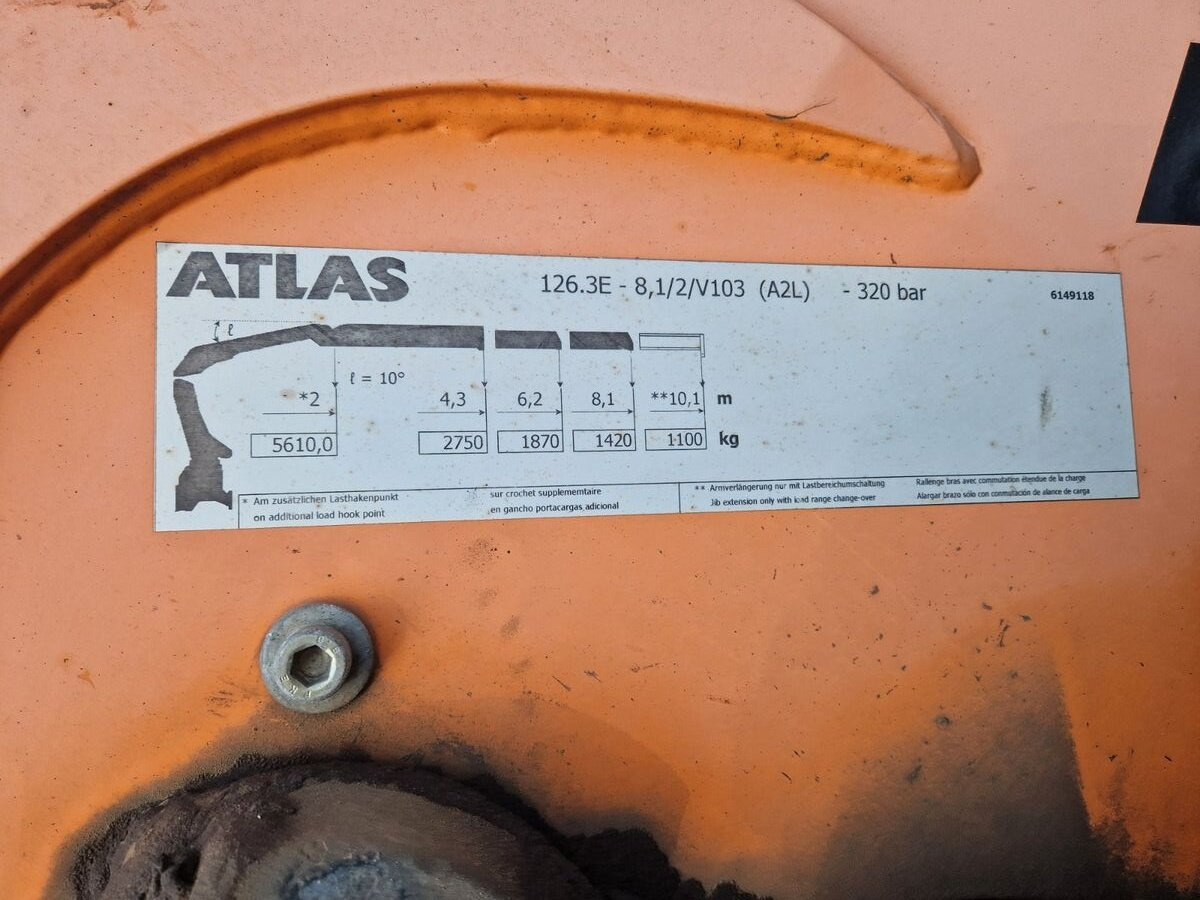 ATLAS
126.3E - 8,1/2/V103 (A2L) - 320 bar
6149118
ℓ
ℓ = 10°
*2 4,3 6,2 8,1 **10,1 m
5610,0 2750 1870 1420 1100 kg
* Am zusätzlichen Lasthakenpunkt
on additional load hook point
sur crochet supplementaire
en gancho portacargas adicional
** Armverlängerung nur mit Lastbereichumschaltung
Jib extension only with load range change-over
Rallenge bras avec commutation étendue de la charge
Alargar brazo sólo con conmutación de alance de carga